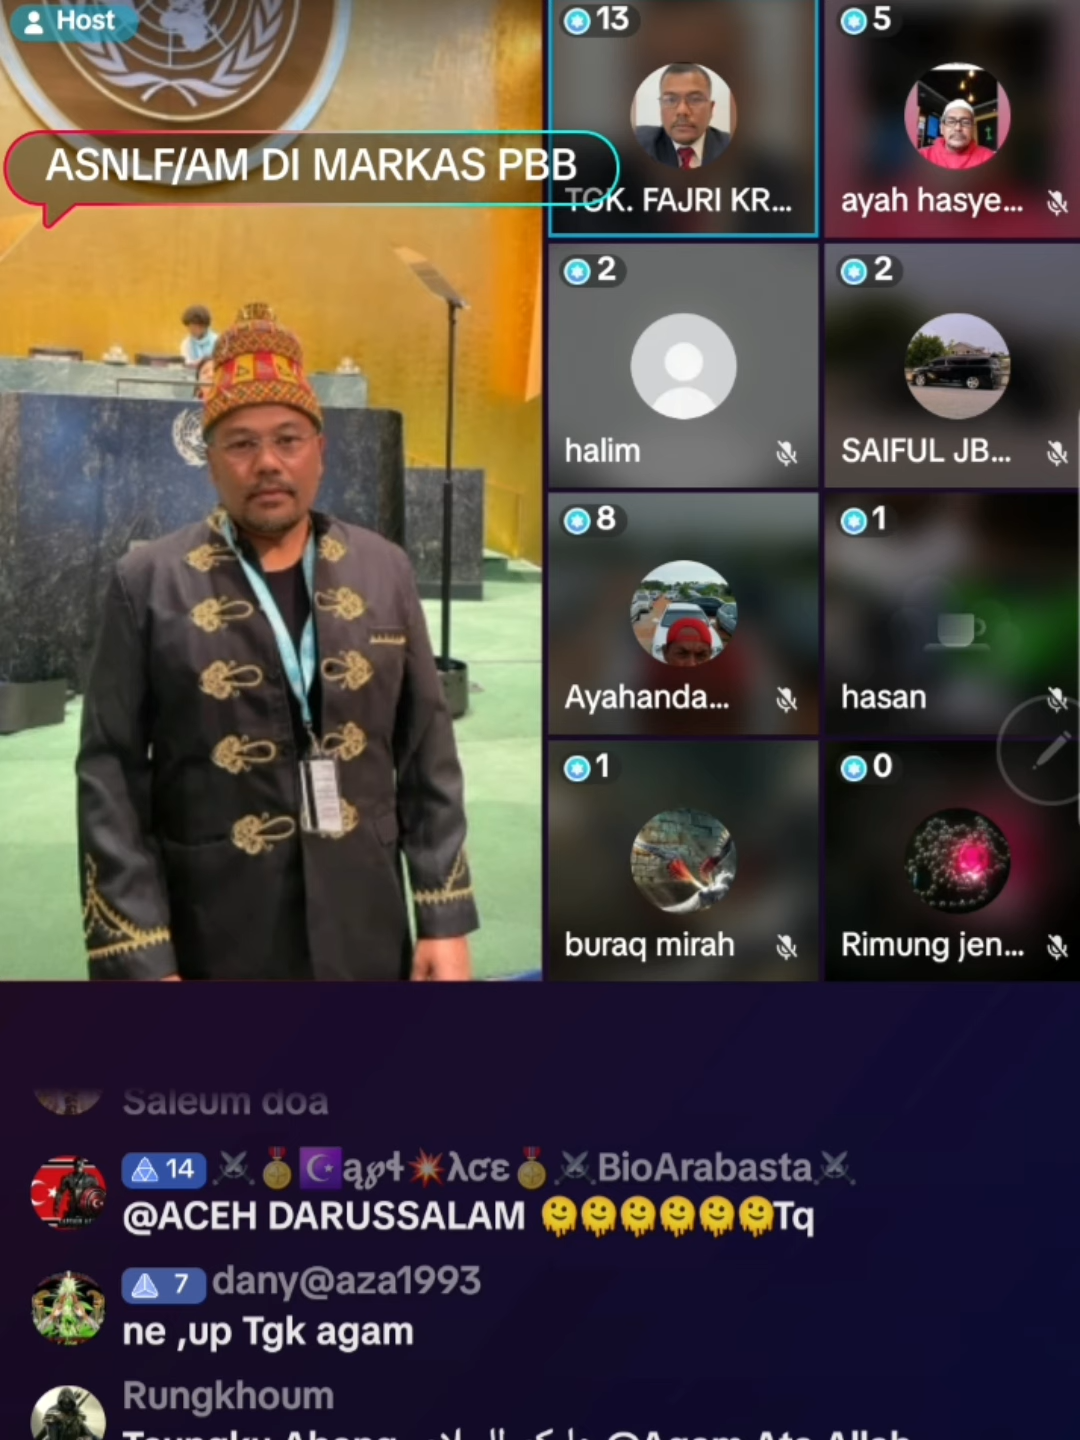 Host
ASNLF/AM DI MARKAS PBB
13
TGK. FAJRI KR...
5
ayah hasye...
2
halim
2
SAIFUL JB...
8
Ayahanda...
1
hasan
1
buraq mirah
0
Rimung jen...
Saleum doa
14 BioArabasta
@ACEH DARUSSALAM 🫠🫠🫠🫠🫠🫠Tq
7 dany@aza1993
ne ,up Tgk agam
Rungkhoum